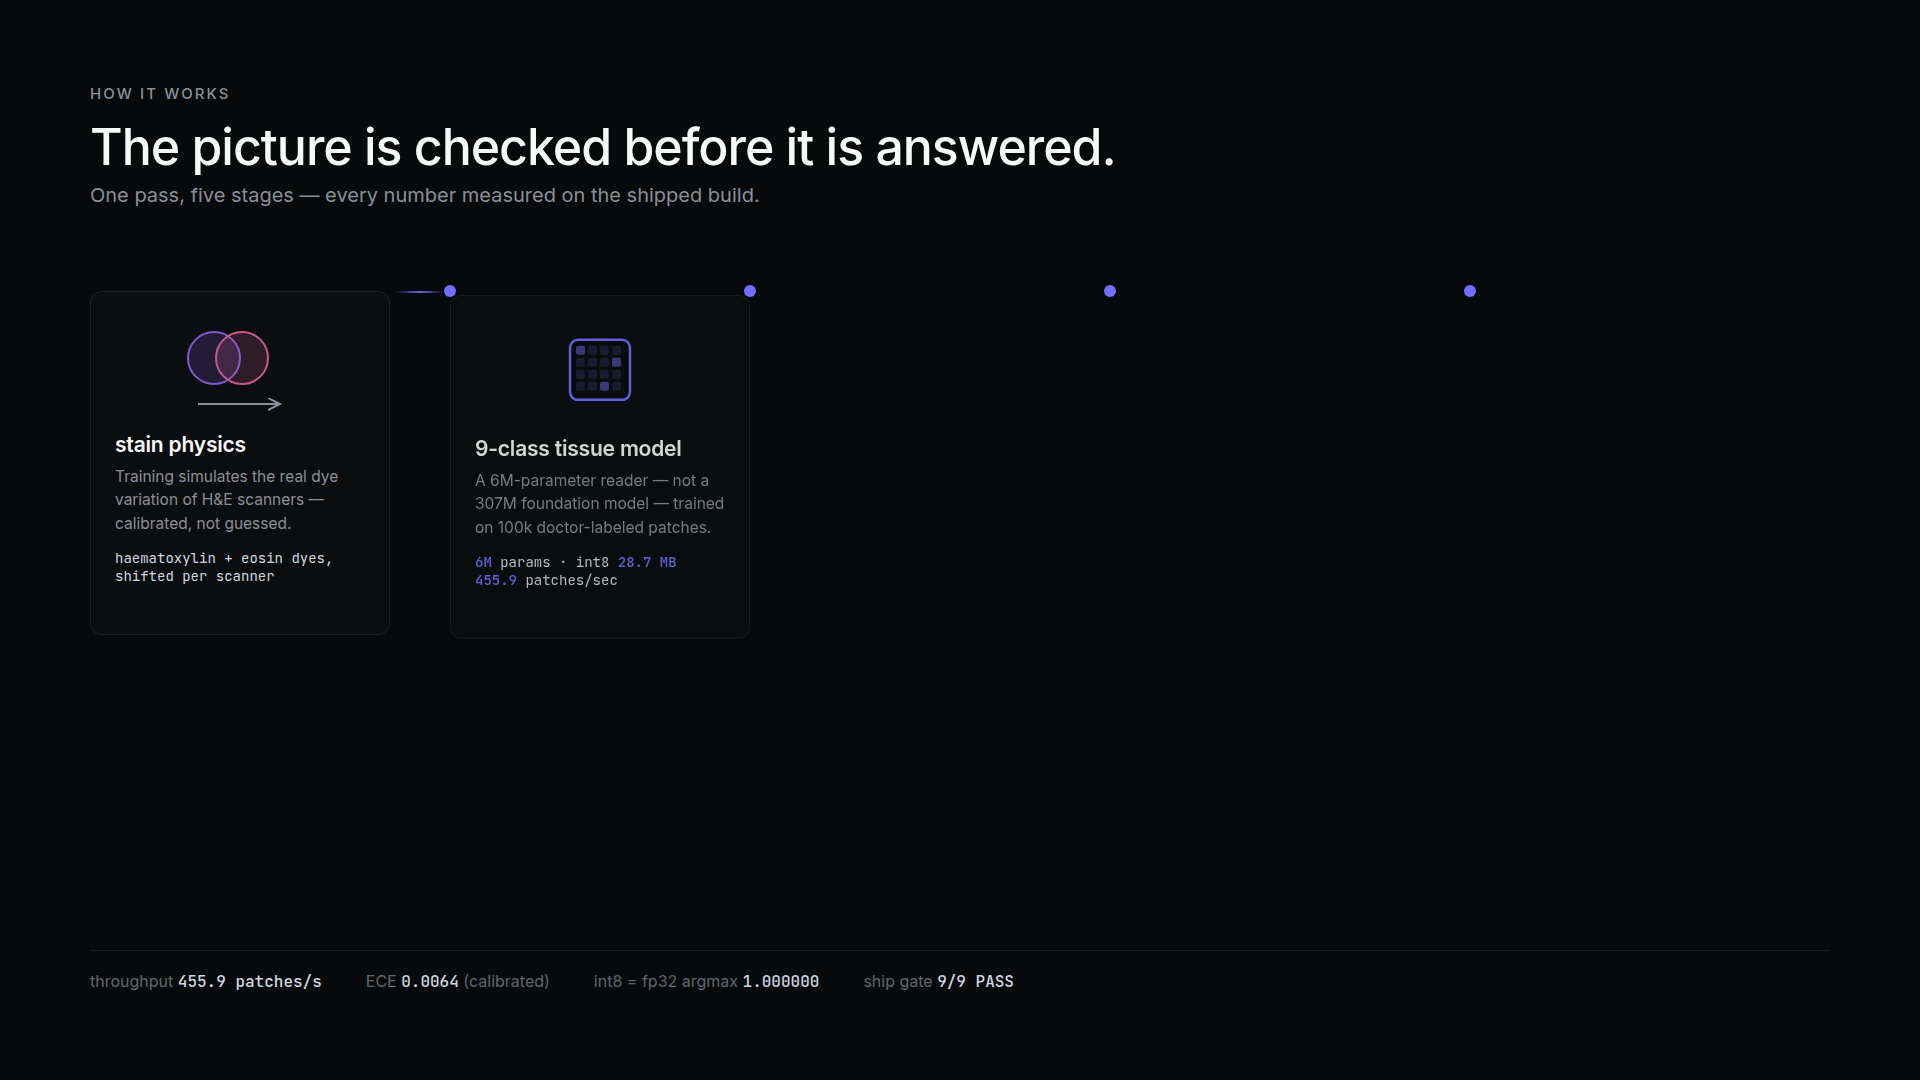 HOW IT WORKS
The picture is checked before it is answered.
One pass, five stages — every number measured on the shipped build.
stain physics
Training simulates the real dye
variation of H&E scanners —
calibrated, not guessed.
haematoxylin + eosin dyes,
shifted per scanner
9-class tissue model
A 6M-parameter reader — not a
307M foundation model — trained
on 100k doctor-labeled patches.
6M params · int8 28.7 MB
455.9 patches/sec
throughput 455.9 patches/s
ECE 0.0064 (calibrated)
int8 = fp32 argmax 1.000000
ship gate 9/9 PASS